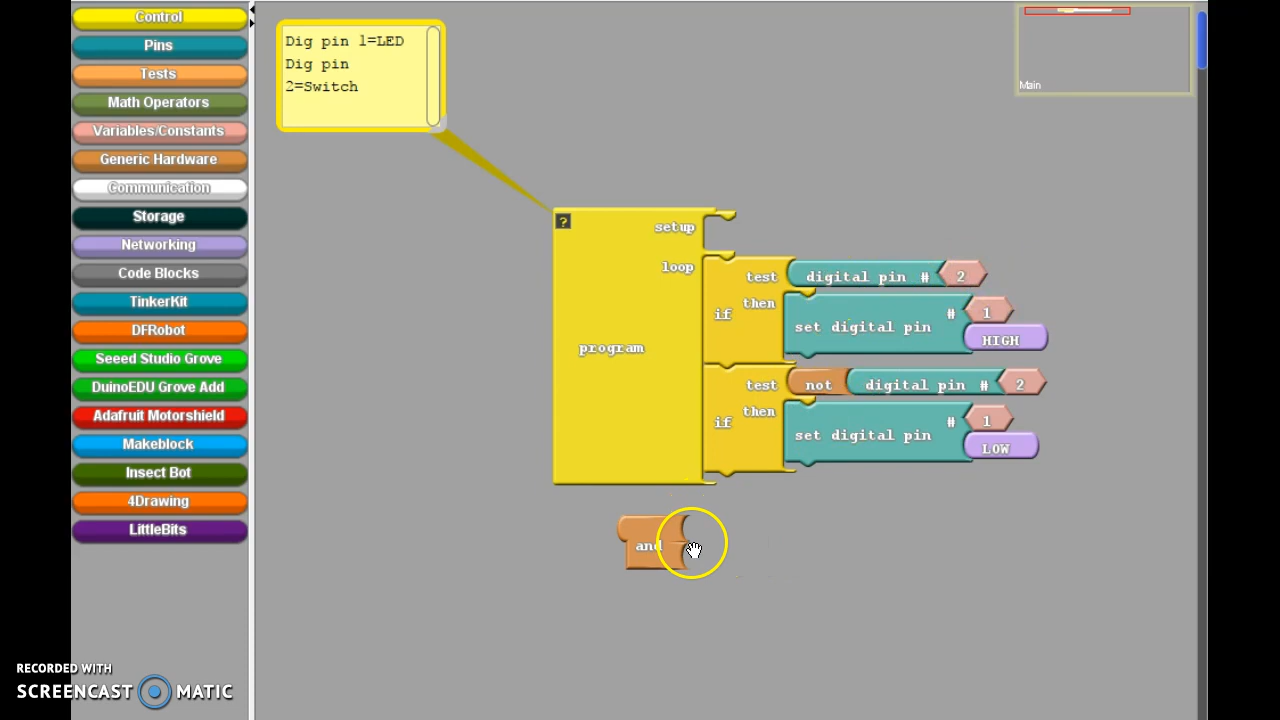 Control
Pins
Tests
Math Operators
Variables/Constants
Generic Hardware
Communication
Storage
Networking
Code Blocks
TinkerKit
DFRobot
Seeed Studio Grove
DuinoEDU Grove Add
Adafruit Motorshield
Makeblock
Insect Bot
4Drawing
LittleBits
Dig pin 1=LED
Dig pin
2=Switch
Main
?
program
setup
loop
if
test
digital pin #
2
then
set digital pin
#
1
HIGH
if
test
not
digital pin #
2
then
set digital pin
#
1
LOW
and
RECORDED WITH
SCREENCAST MATIC